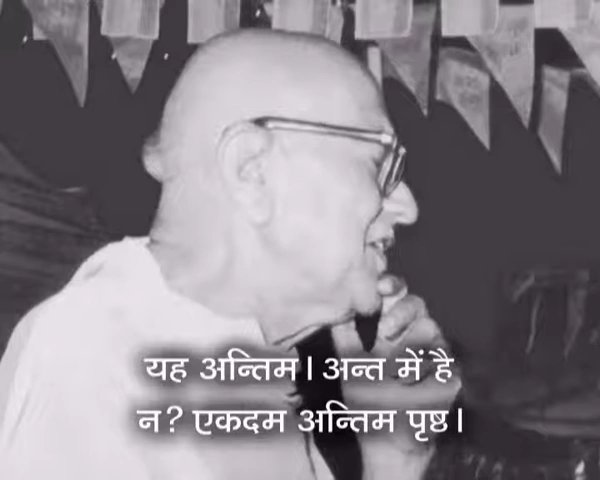 यह अन्तिम। अन्त में है
न? एकदम अन्तिम पृष्ठ।